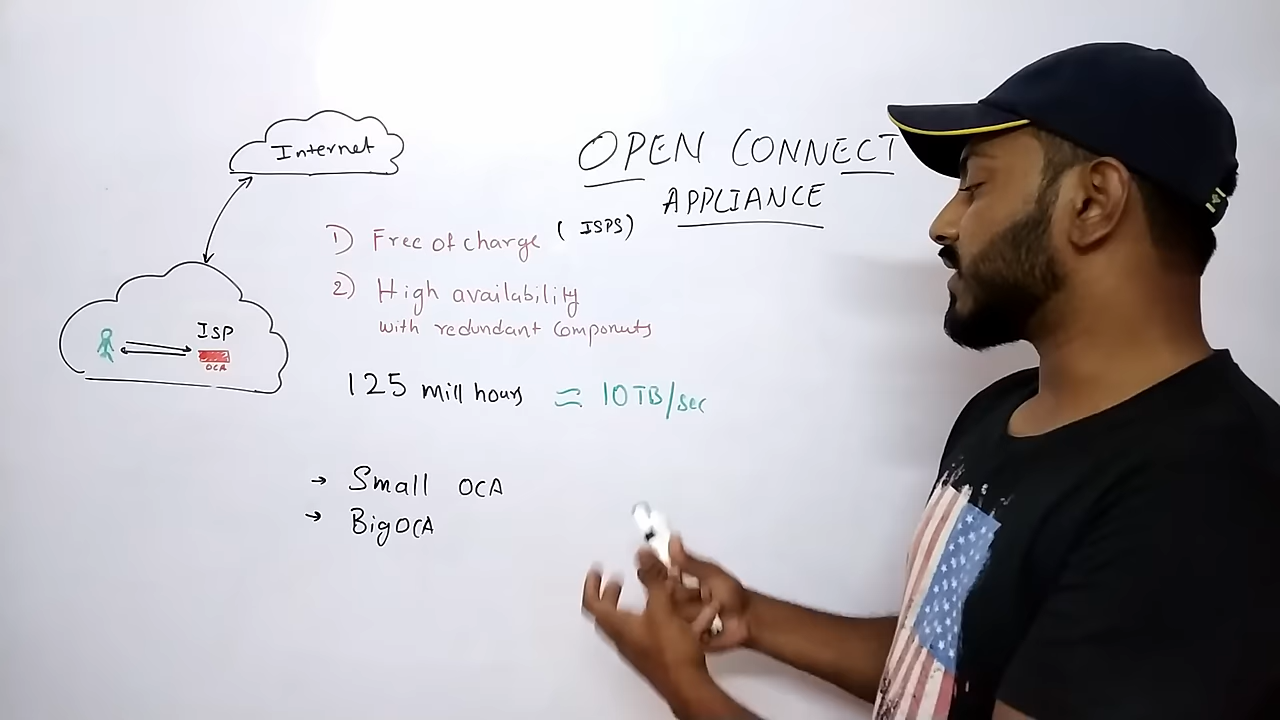 Internet
OPEN CONNECT
APPLIANCE
1) Free of charge ( ISPS)
2) High availability
with redundant Componuts
ISP
OCA
125 mill hours ≈ 10TB/sec
→ Small OCA
→ Big OCA